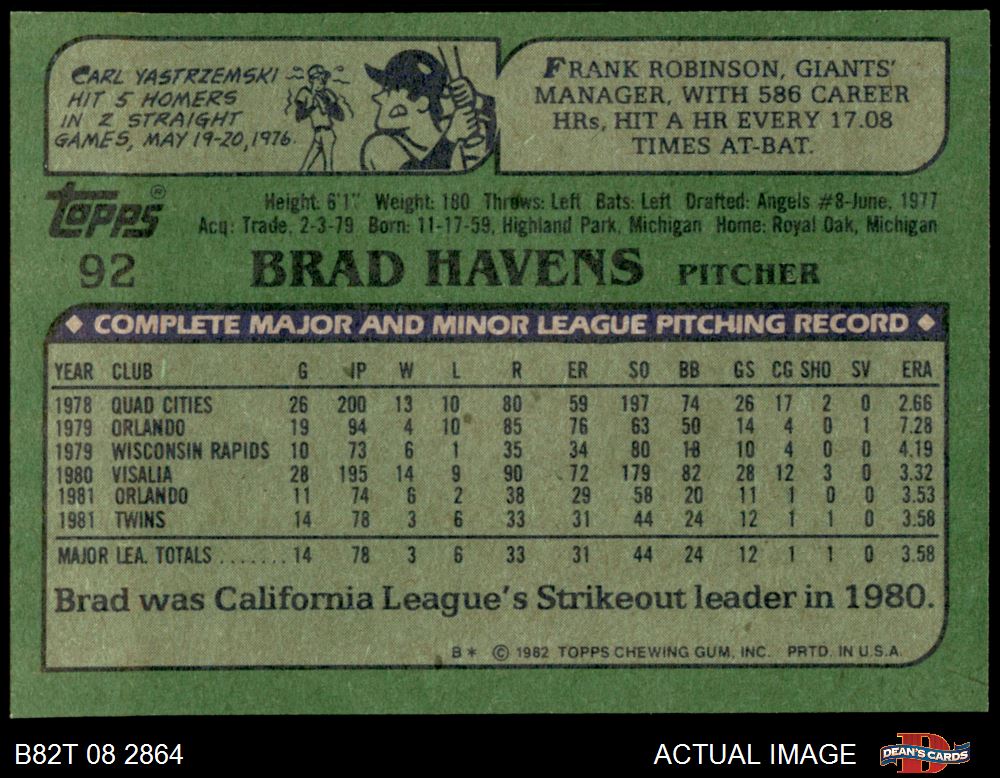 CARL YASTRZEMSKI
HIT 5 HOMERS
IN 2 STRAIGHT
GAMES, MAY 19-20, 1976.
FRANK ROBINSON, GIANTS'
MANAGER, WITH 586 CAREER
HRs, HIT A HR EVERY 17.08
TIMES AT-BAT.
Topps®
Height: 6'1" Weight: 180 Throws: Left Bats: Left Drafted: Angels #8-June, 1977
Acq: Trade, 2-3-79 Born: 11-17-59, Highland Park, Michigan Home: Royal Oak, Michigan
92 BRAD HAVENS PITCHER
◆ COMPLETE MAJOR AND MINOR LEAGUE PITCHING RECORD ◆
YEAR CLUB G IP W L R ER SO BB GS CG SHO SV ERA
1978 QUAD CITIES 26 200 13 10 80 59 197 74 26 17 2 0 2.66
1979 ORLANDO 19 94 4 10 85 76 63 50 14 4 0 1 7.28
1979 WISCONSIN RAPIDS 10 73 6 1 35 34 80 18 10 4 0 0 4.19
1980 VISALIA 28 195 14 9 90 72 179 82 28 12 3 0 3.32
1981 ORLANDO 11 74 6 2 38 29 58 20 11 1 0 0 3.53
1981 TWINS 14 78 3 6 33 31 44 24 12 1 1 0 3.58
MAJOR LEA. TOTALS ....... 14 78 3 6 33 31 44 24 12 1 1 0 3.58
Brad was California League's Strikeout leader in 1980.
B* © 1982 TOPPS CHEWING GUM, INC. PRTD. IN U.S.A.
B82T 08 2864 ACTUAL IMAGE DEAN'S CARDS